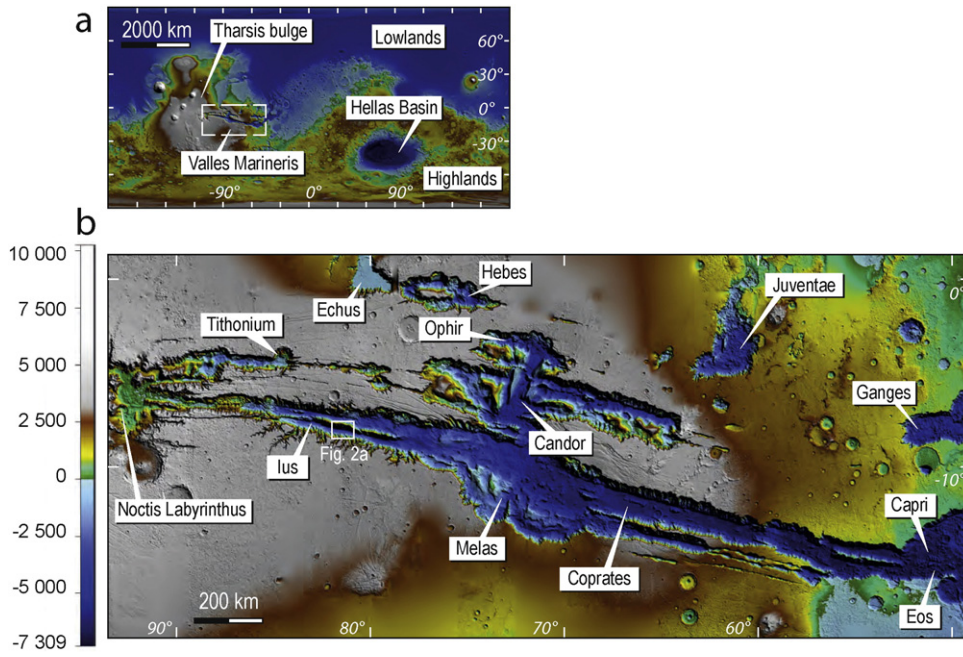 a
2000 km
Tharsis bulge
Lowlands
60°
30°
0°
-30°
Hellas Basin
Valles Marineris
Highlands
-90°
0°
90°
b
10 000
7 500
5 000
2 500
0
-2 500
-5 000
-7 309
Hebes
0°
Echus
Juventae
Tithonium
Ophir
Ganges
Candor
Ius
Fig. 2a
-10°
Noctis Labyrinthus
Capri
Melas
Coprates
Eos
200 km
90°
80°
70°
60°